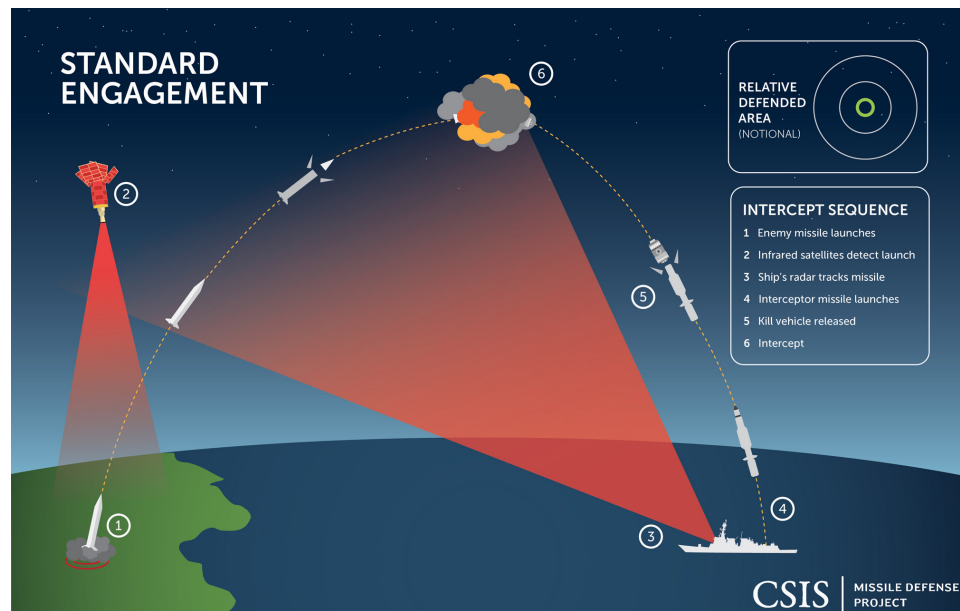 STANDARD
ENGAGEMENT
6
RELATIVE
DEFENDED
AREA
(NOTIONAL)
2
INTERCEPT SEQUENCE
1 Enemy missile launches
2 Infrared satellites detect launch
3 Ship's radar tracks missile
4 Interceptor missile launches
5 Kill vehicle released
6 Intercept
5
4
1
3
CSIS
MISSILE DEFENSE
PROJECT